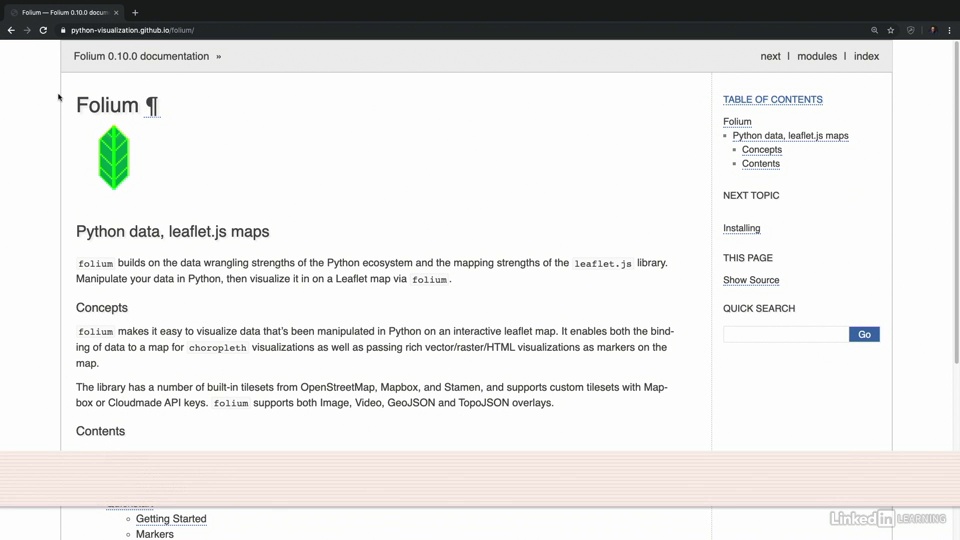 Folium — Folium 0.10.0 docum
python-visualization.github.io/folium/
Folium 0.10.0 documentation »
next | modules | index
Folium ¶
Python data, leaflet.js maps
folium builds on the data wrangling strengths of the Python ecosystem and the mapping strengths of the leaflet.js library.
Manipulate your data in Python, then visualize it in on a Leaflet map via folium.
Concepts
folium makes it easy to visualize data that's been manipulated in Python on an interactive leaflet map. It enables both the bind-
ing of data to a map for choropleth visualizations as well as passing rich vector/raster/HTML visualizations as markers on the
map.
The library has a number of built-in tilesets from OpenStreetMap, Mapbox, and Stamen, and supports custom tilesets with Map-
box or Cloudmade API keys. folium supports both Image, Video, GeoJSON and TopoJSON overlays.
Contents
Getting Started
Markers
TABLE OF CONTENTS
Folium
Python data, leaflet.js maps
Concepts
Contents
NEXT TOPIC
Installing
THIS PAGE
Show Source
QUICK SEARCH
Go
Linked in LEARNING